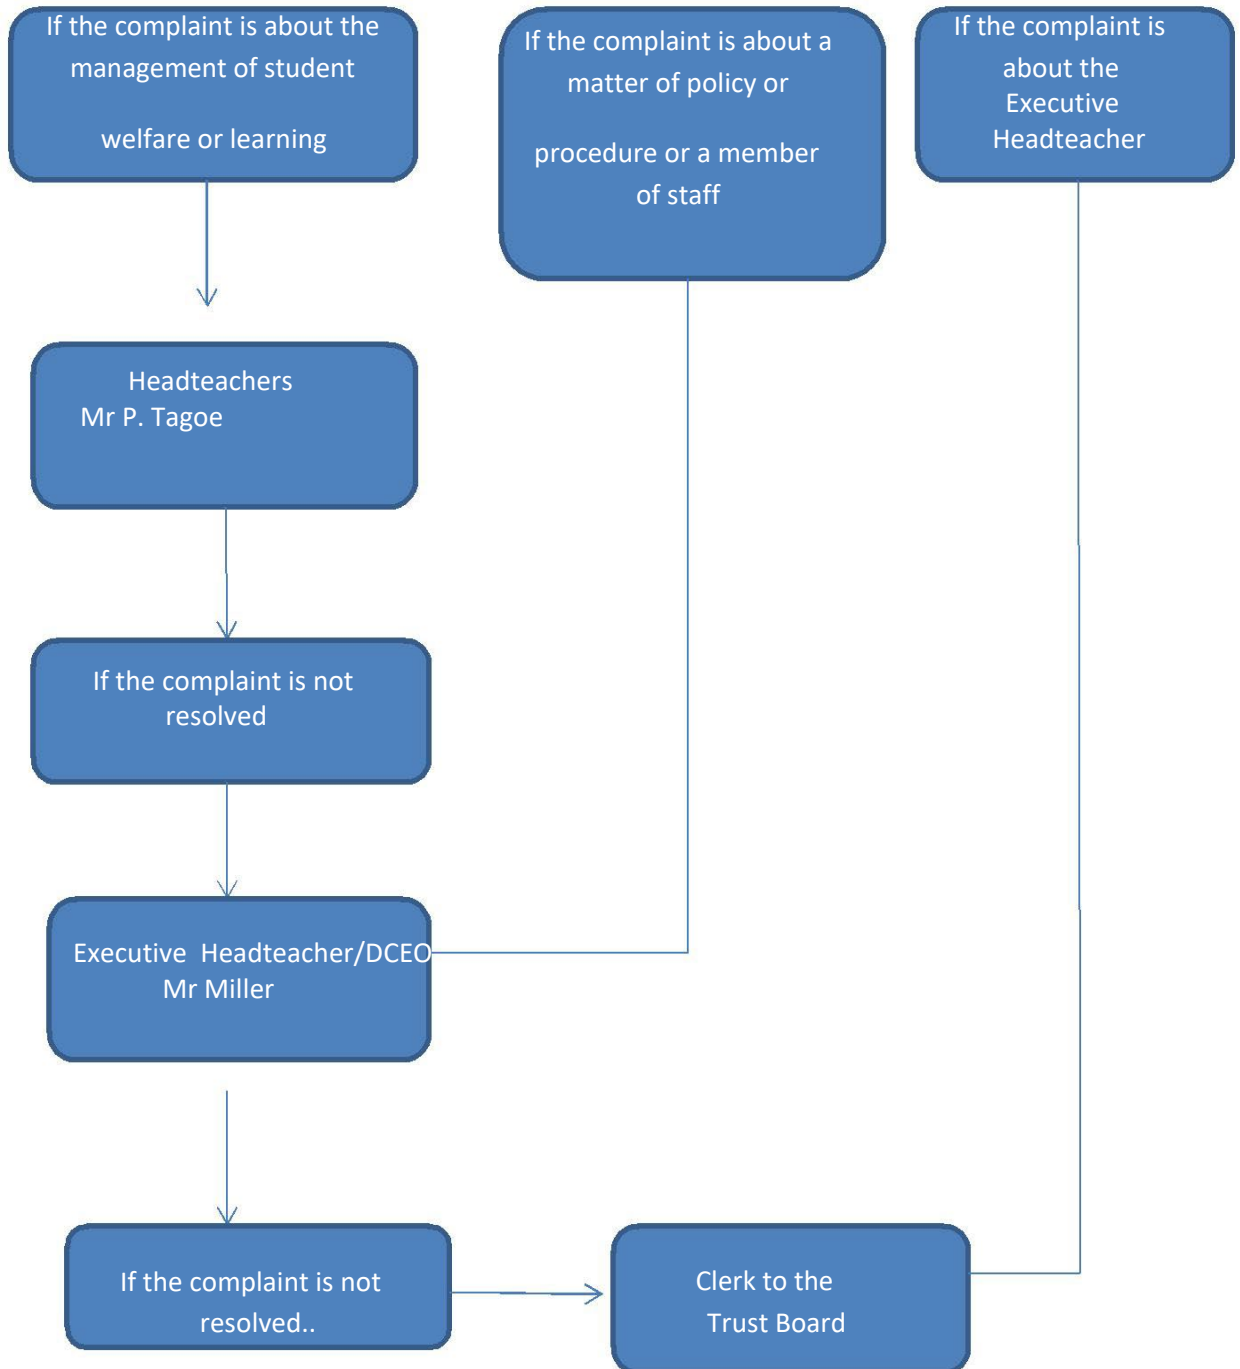 If the complaint is about the
management of student
welfare or learning
If the complaint is about a
matter of policy or
procedure or a member
of staff
If the complaint is
about the
Executive
Headteacher
Headteachers
Mr P. Tagoe
If the complaint is not
resolved
Executive  Headteacher/DCEO
Mr Miller
If the complaint is not
resolved..
Clerk to the
Trust Board